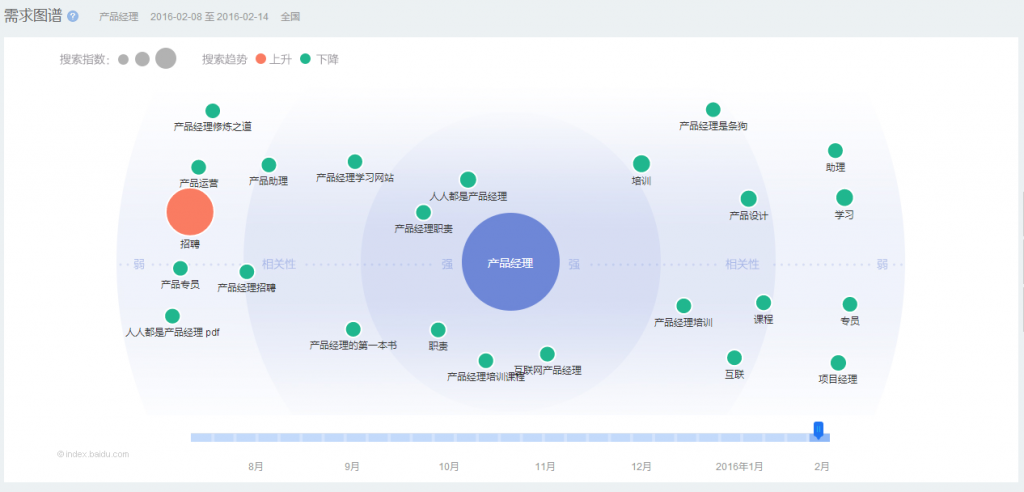 需求图谱 ? 产品经理 2016-02-08 至 2016-02-14 全国
搜索指数： 搜索趋势 上升 下降
产品经理修炼之道
产品经理是条狗
产品运营
产品助理
产品经理学习网站
人人都是产品经理
培训
助理
产品经理职责
产品设计
学习
招聘
产品经理
弱 相关性 强 强 相关性 弱
产品专员
产品经理招聘
人人都是产品经理 pdf
产品经理的第一本书
职责
产品经理培训
课程
专员
产品经理培训课程
互联网产品经理
互联
项目经理
©index.baidu.com
8月 9月 10月 11月 12月 2016年1月 2月